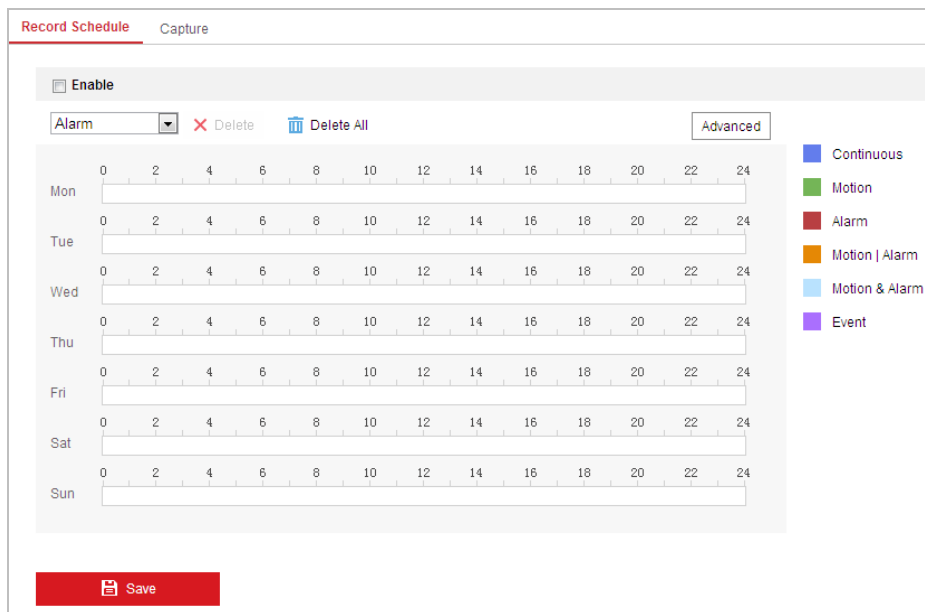 Record Schedule Capture
Enable
Alarm Delete Delete All Advanced
0 2 4 6 8 10 12 14 16 18 20 22 24
Mon
0 2 4 6 8 10 12 14 16 18 20 22 24
Tue
0 2 4 6 8 10 12 14 16 18 20 22 24
Wed
0 2 4 6 8 10 12 14 16 18 20 22 24
Thu
0 2 4 6 8 10 12 14 16 18 20 22 24
Fri
0 2 4 6 8 10 12 14 16 18 20 22 24
Sat
0 2 4 6 8 10 12 14 16 18 20 22 24
Sun
Continuous
Motion
Alarm
Motion | Alarm
Motion & Alarm
Event
Save